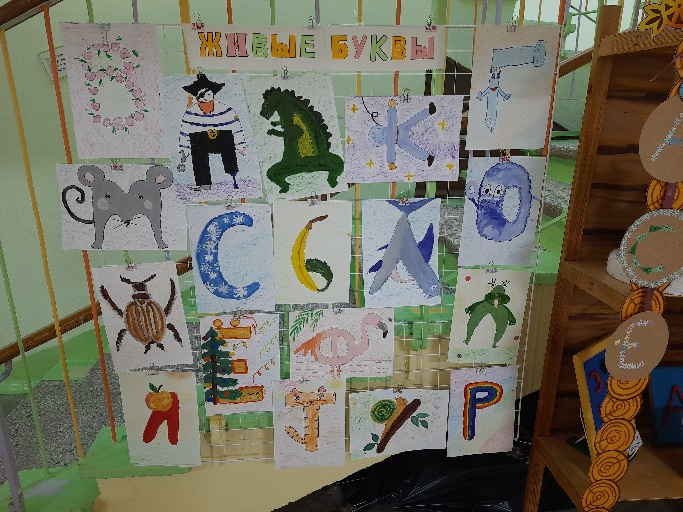 ЖИВЫЕ БУКВЫ
В П Д К Г
М С Б О
Ж Е Ф Л
Т У Р
С